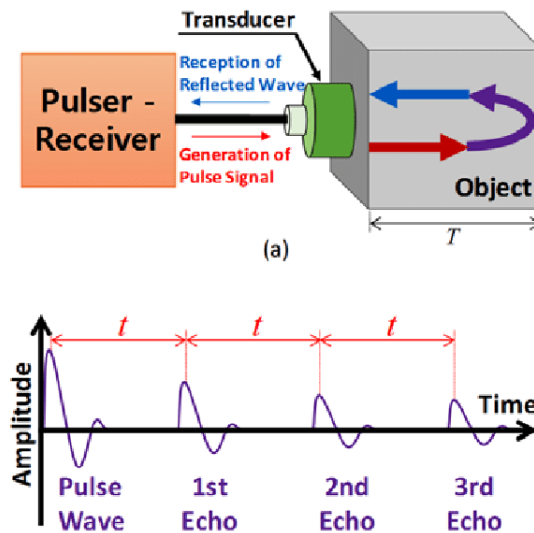 Transducer
Reception of
Reflected Wave
Pulser -
Receiver
Generation of
Pulse Signal
Object
T
(a)
t
t
t
Amplitude
Time
Pulse
Wave
1st
Echo
2nd
Echo
3rd
Echo